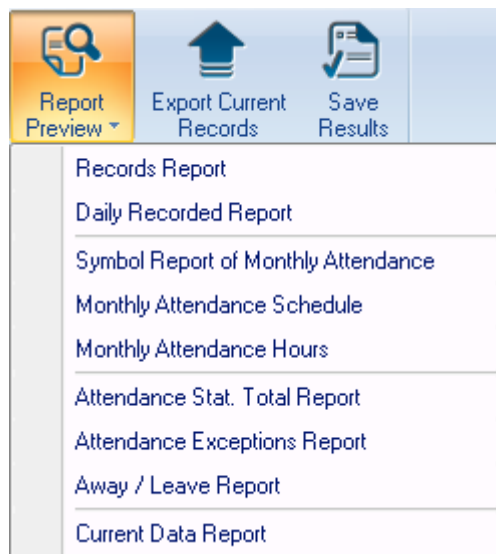 Report
Preview
Export Current
Records
Save
Results
Records Report
Daily Recorded Report
Symbol Report of Monthly Attendance
Monthly Attendance Schedule
Monthly Attendance Hours
Attendance Stat. Total Report
Attendance Exceptions Report
Away / Leave Report
Current Data Report